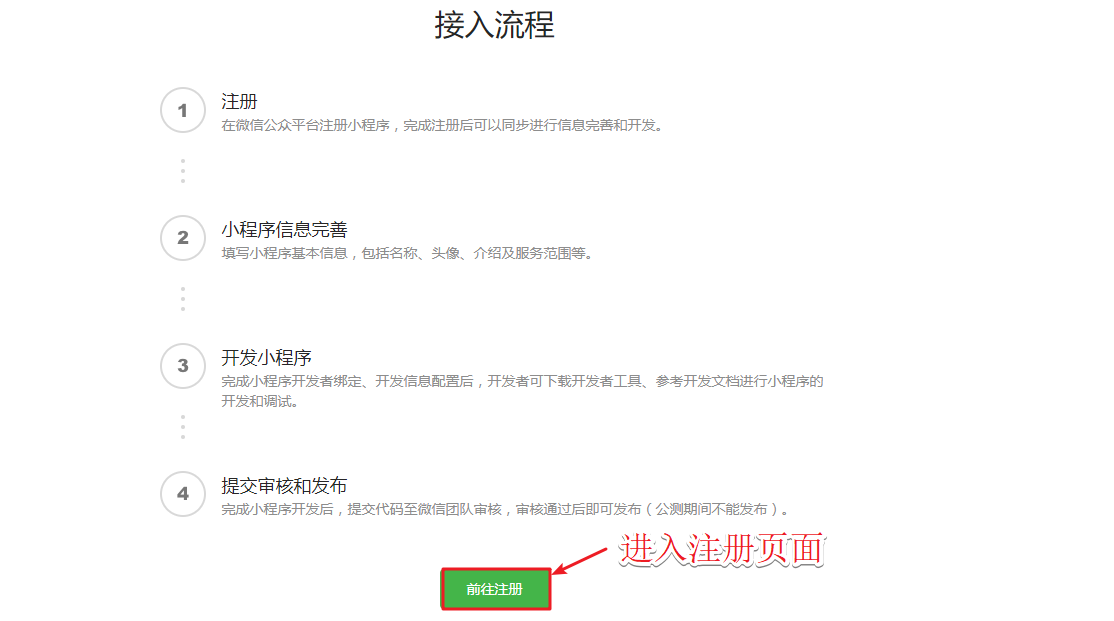 接入流程
1
注册
在微信公众平台注册小程序，完成注册后可以同步进行信息完善和开发。
2
小程序信息完善
填写小程序基本信息，包括名称、头像、介绍及服务范围等。
3
开发小程序
完成小程序开发者绑定、开发信息配置后，开发者可下载开发者工具、参考开发文档进行小程序的
开发和调试。
4
提交审核和发布
完成小程序开发后，提交代码至微信团队审核，审核通过后即可发布（公测期间不能发布）。
进入注册页面
前往注册